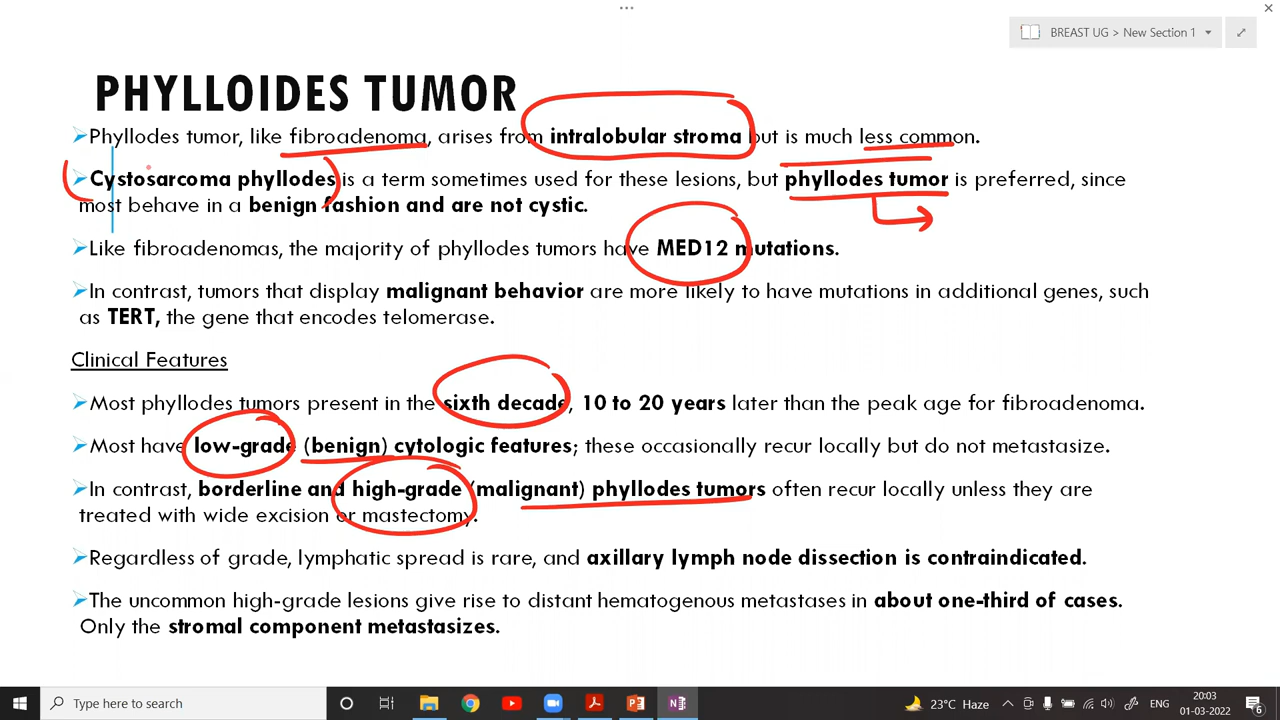 BREAST UG > New Section 1
PHYLLOIDES TUMOR
Phyllodes tumor, like fibroadenoma, arises from intralobular stroma but is much less common.
Cystosarcoma phyllodes is a term sometimes used for these lesions, but phyllodes tumor is preferred, since
most behave in a benign fashion and are not cystic.
Like fibroadenomas, the majority of phyllodes tumors have MED12 mutations.
In contrast, tumors that display malignant behavior are more likely to have mutations in additional genes, such
as TERT, the gene that encodes telomerase.
Clinical Features
Most phyllodes tumors present in the sixth decade, 10 to 20 years later than the peak age for fibroadenoma.
Most have low-grade (benign) cytologic features; these occasionally recur locally but do not metastasize.
In contrast, borderline and high-grade (malignant) phyllodes tumors often recur locally unless they are
treated with wide excision or mastectomy.
Regardless of grade, lymphatic spread is rare, and axillary lymph node dissection is contraindicated.
The uncommon high-grade lesions give rise to distant hematogenous metastases in about one-third of cases.
Only the stromal component metastasizes.
Type here to search
23°C Haze
ENG
20:03
01-03-2022
6